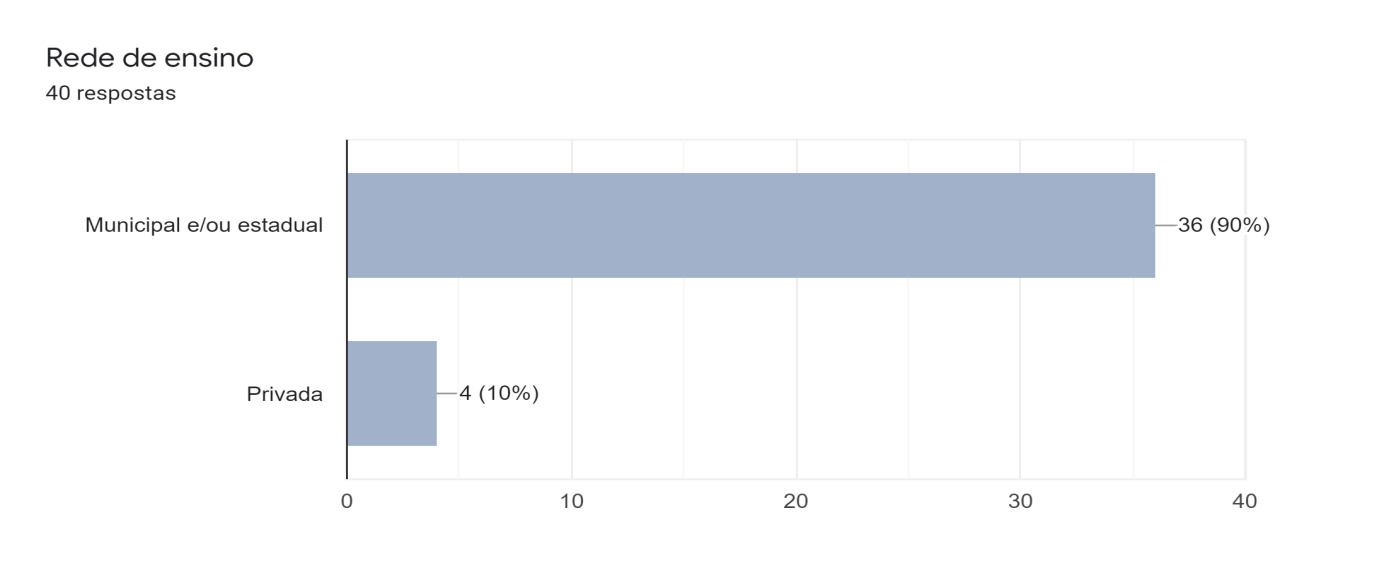 Rede de ensino
40 respostas
Municipal e/ou estadual
36 (90%)
Privada
4 (10%)
0
10
20
30
40